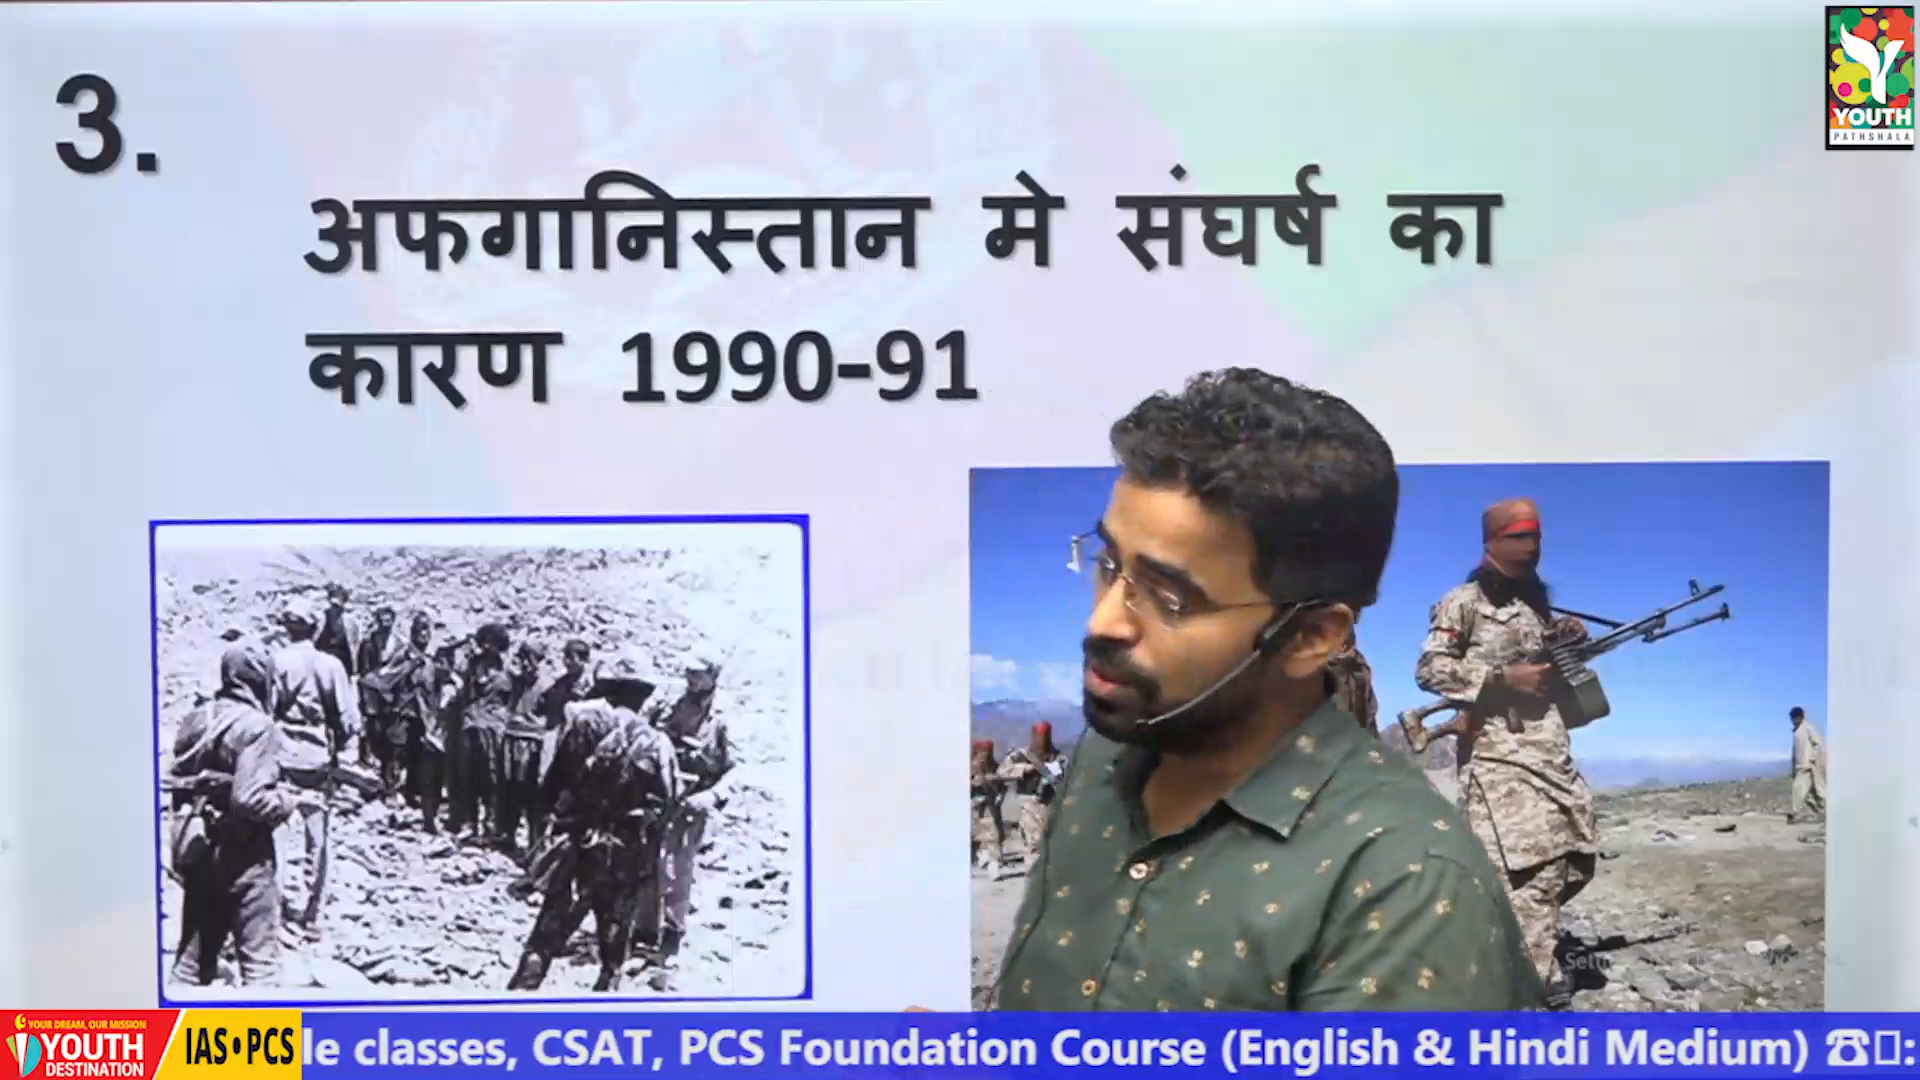 3.
अफगानिस्तान मे संघर्ष का
कारण 1990-91
YOUTH
PATHSHALA
YOUR DREAM, OUR MISSION
YOUTH
DESTINATION
IAS•PCS
le classes, CSAT, PCS Foundation Course (English & Hindi Medium) ☎